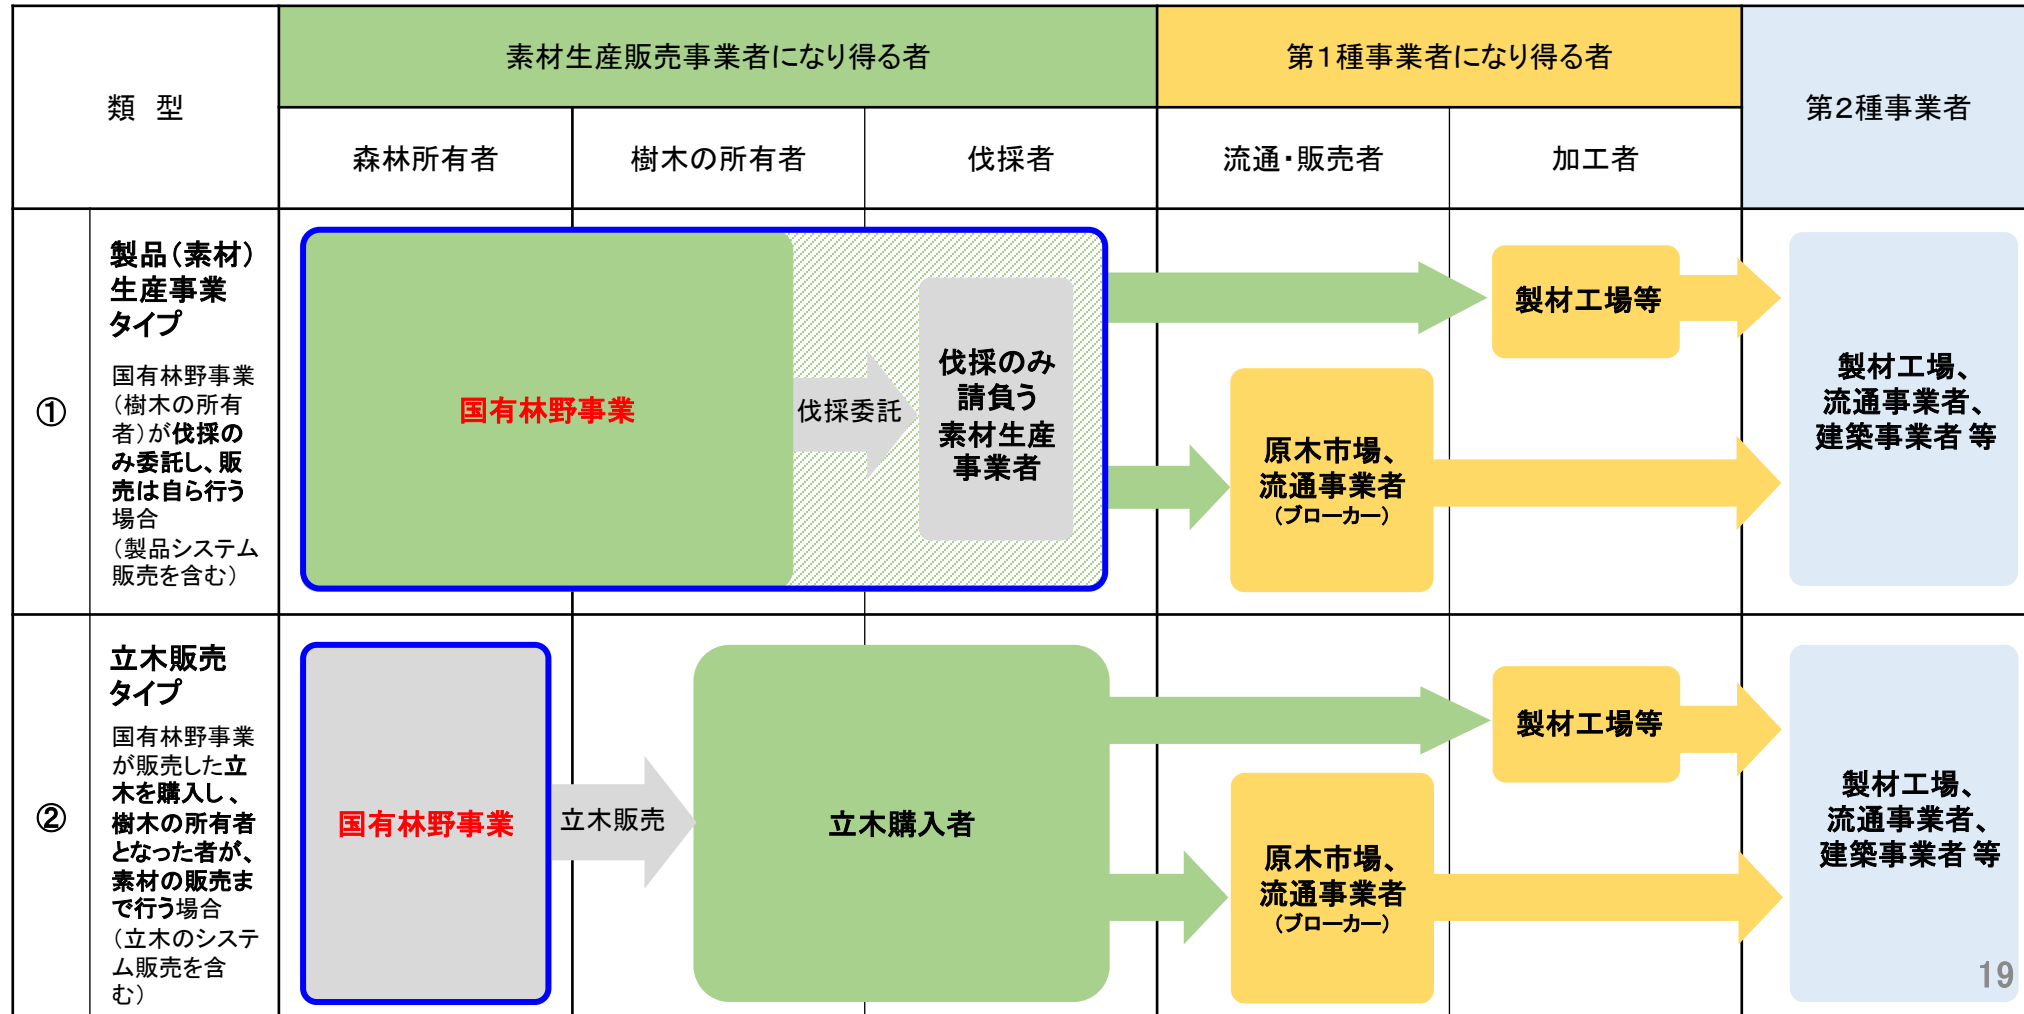 類 型
素材生産販売事業者になり得る者
第1種事業者になり得る者
第2種事業者
森林所有者
樹木の所有者
伐採者
流通・販売者
加工者
①
製品(素材)
生産事業
タイプ
国有林野事業
(樹木の所有
者)が伐採の
み委託し、販
売は自ら行う
場合
(製品システム
販売を含む)
国有林野事業
伐採委託
伐採のみ
請負う
素材生産
事業者
製材工場等
原木市場、
流通事業者
(ブローカー)
製材工場、
流通事業者、
建築事業者 等
②
立木販売
タイプ
国有林野事業
が販売した立
木を購入し、
樹木の所有者
となった者が、
素材の販売ま
で行う場合
(立木のシステ
ム販売を含
む)
国有林野事業
立木販売
立木購入者
製材工場等
原木市場、
流通事業者
(ブローカー)
製材工場、
流通事業者、
建築事業者 等
19